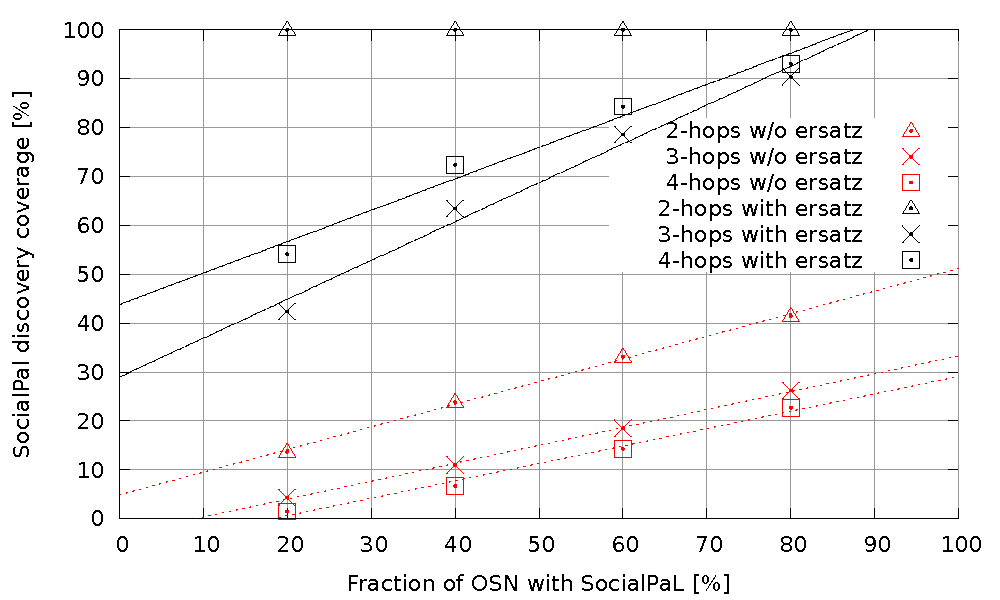 100
90
80
70
60
50
40
30
20
10
0
SocialPal discovery coverage [%]
2-hops w/o ersatz
3-hops w/o ersatz
4-hops w/o ersatz
2-hops with ersatz
3-hops with ersatz
4-hops with ersatz
0 10 20 30 40 50 60 70 80 90 100
Fraction of OSN with SocialPaL [%]